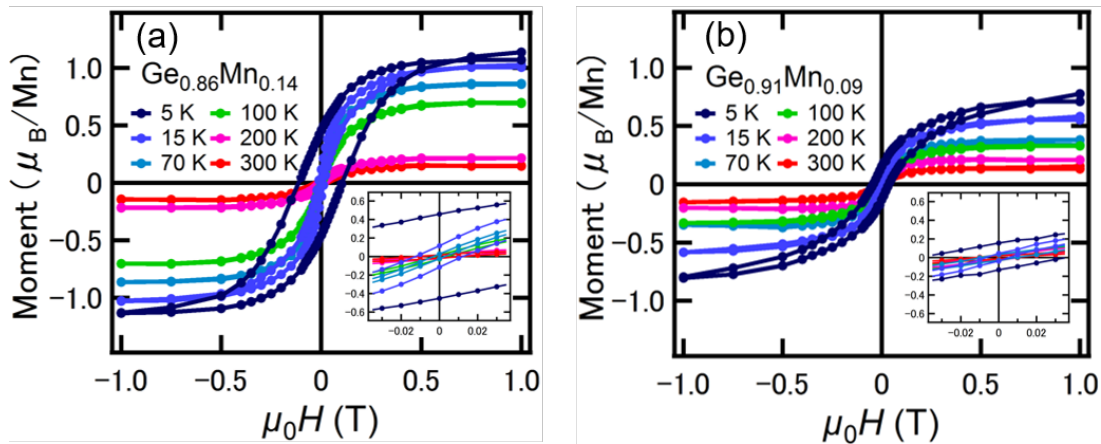 (a)
Ge0.86Mn0.14
5 K 100 K
15 K 200 K
70 K 300 K
Moment ( μB/Mn)
1.0
0.5
0
−0.5
−1.0
0.6
0.4
0.2
0
-0.2
-0.4
-0.6
-0.02 0 0.02
−1.0 −0.5 0 0.5 1.0
μ0H (T)
(b)
Ge0.91Mn0.09
5 K 100 K
15 K 200 K
70 K 300 K
Moment ( μB/Mn)
1.0
0.5
0
−0.5
−1.0
0.6
0.4
0.2
0
-0.2
-0.4
-0.6
-0.02 0 0.02
−1.0 −0.5 0 0.5 1.0
μ0H (T)